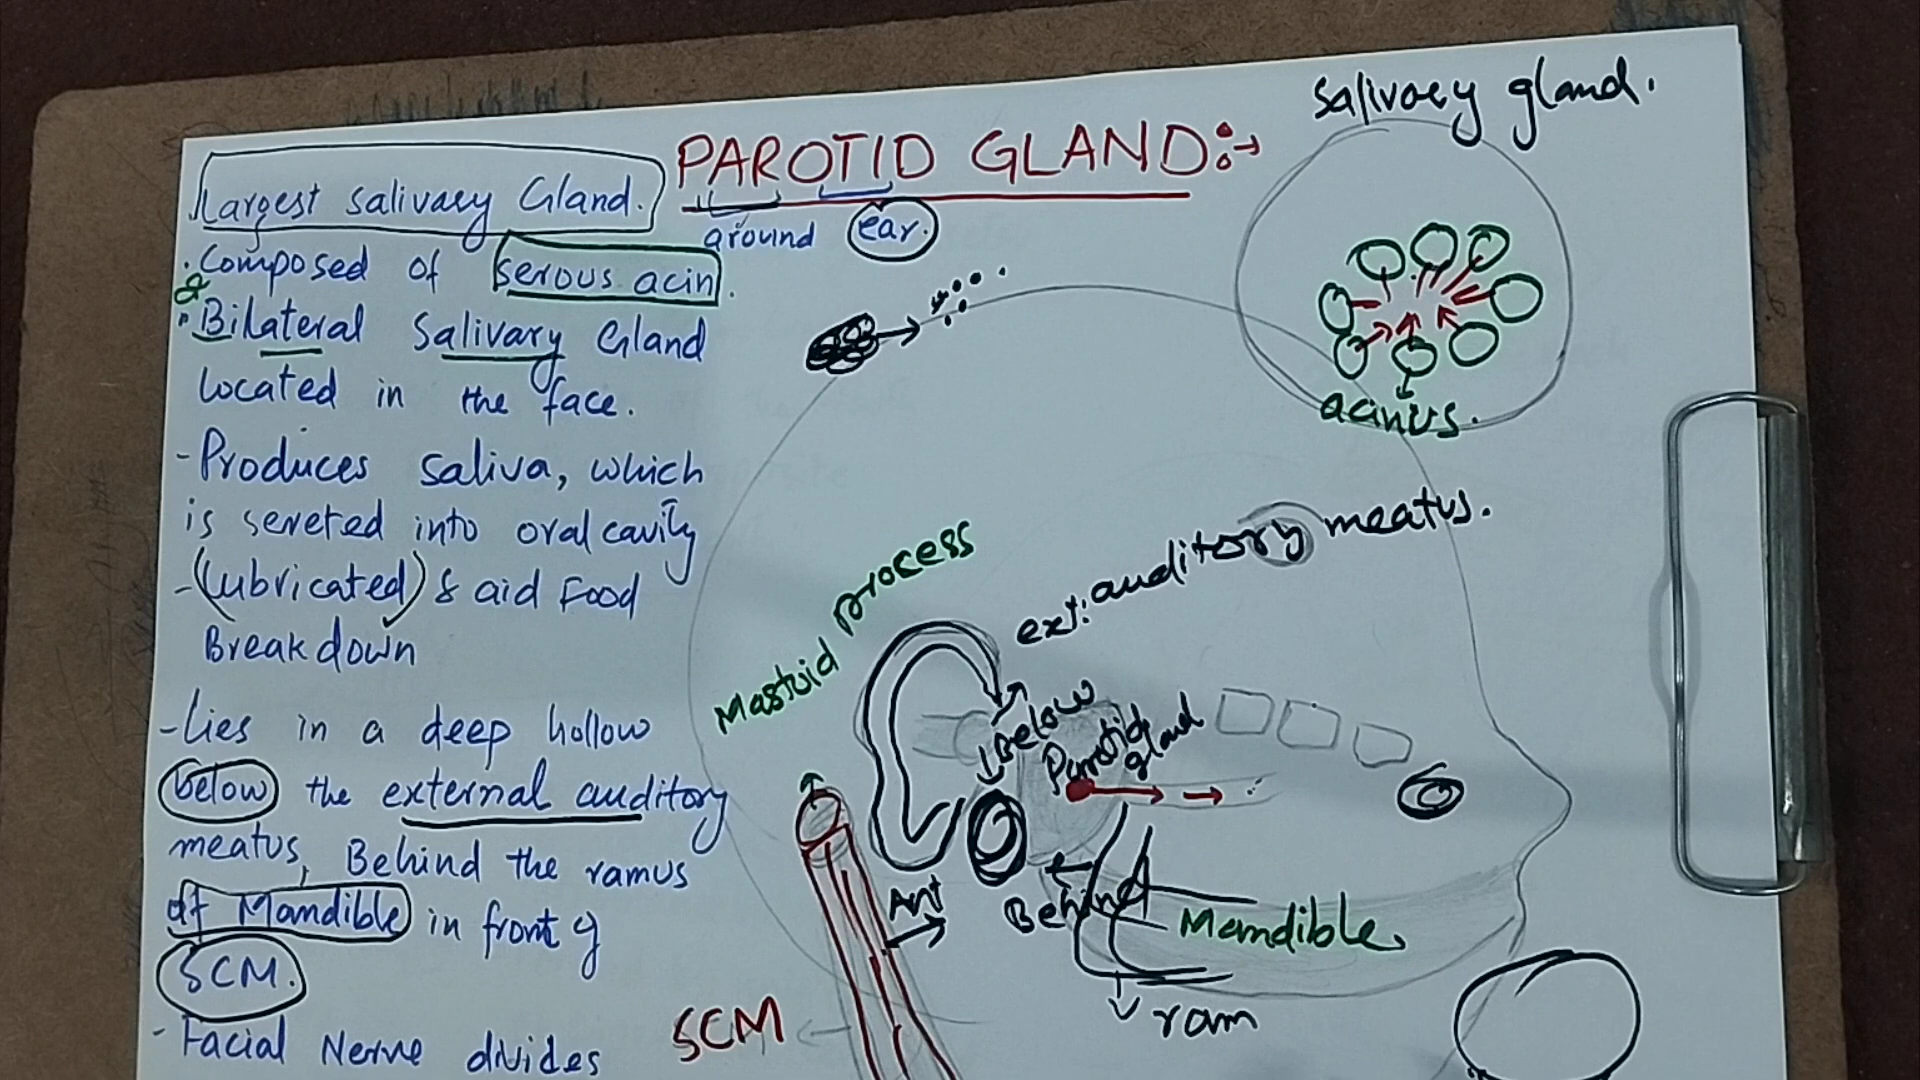 salivary gland.
PAROTID GLAND:→
around ear.
Largest salivary Gland.
Composed of serous acin.
Bilateral Salivary Gland
located in the face.
- Produces saliva, which
is sereted into oral cavity
- (lubricated) & aid Food
Breakdown
- Lies in a deep hollow
below the external auditory
meatus, Behind the ramus
of Mandible in front of
SCM.
- Facial Nerve divides
acinus.
ext: auditory meatus.
Mastoid process
Below
Parotid
gland
Ant
Behind
Mandible
ram
SCM